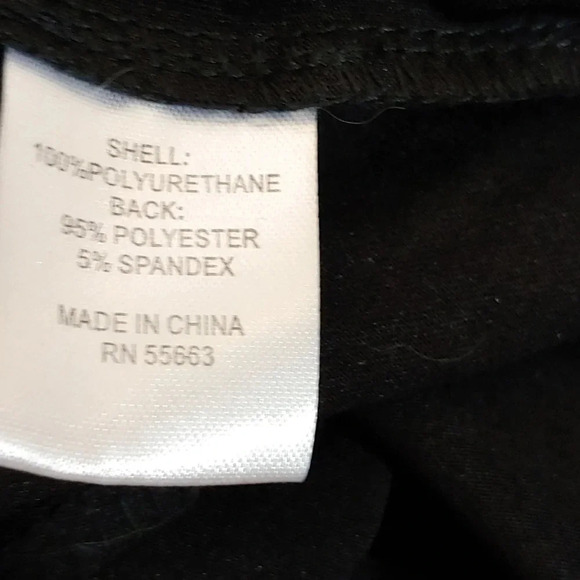 SHELL:
100%POLYURETHANE
BACK:
95% POLYESTER
5% SPANDEX
MADE IN CHINA
RN 55663